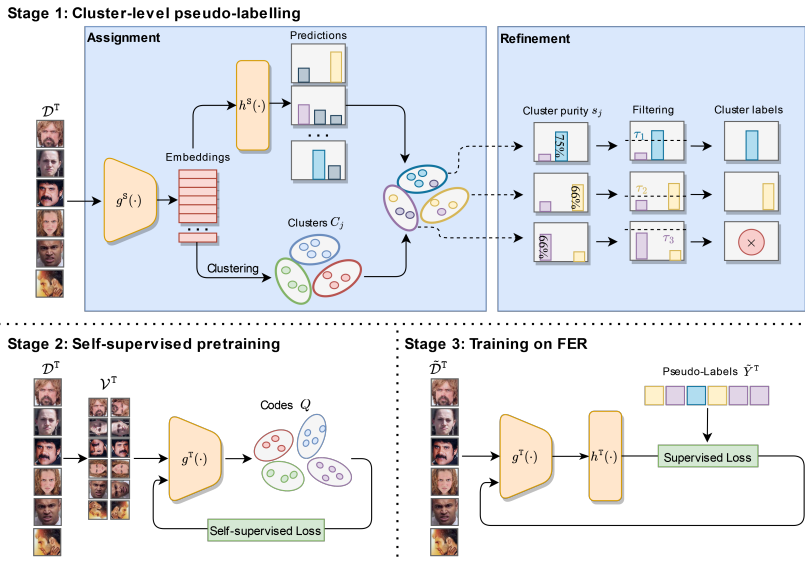 Stage 1: Cluster-level pseudo-labelling
Assignment
Refinement
Predictions
Cluster purity s_j
Filtering
Cluster labels
𝒟ᵀ
hˢ(·)
Embeddings
gˢ(·)
...
...
75%
τ₁
66%
τ₂
66%
τ₃
×
Clusters C_j
Clustering
Stage 2: Self-supervised pretraining
𝒟ᵀ
𝒱ᵀ
Codes Q
gᵀ(·)
Self-supervised Loss
Stage 3: Training on FER
𝒟̃ᵀ
Pseudo-Labels Ỹᵀ
gᵀ(·)
hᵀ(·)
Supervised Loss